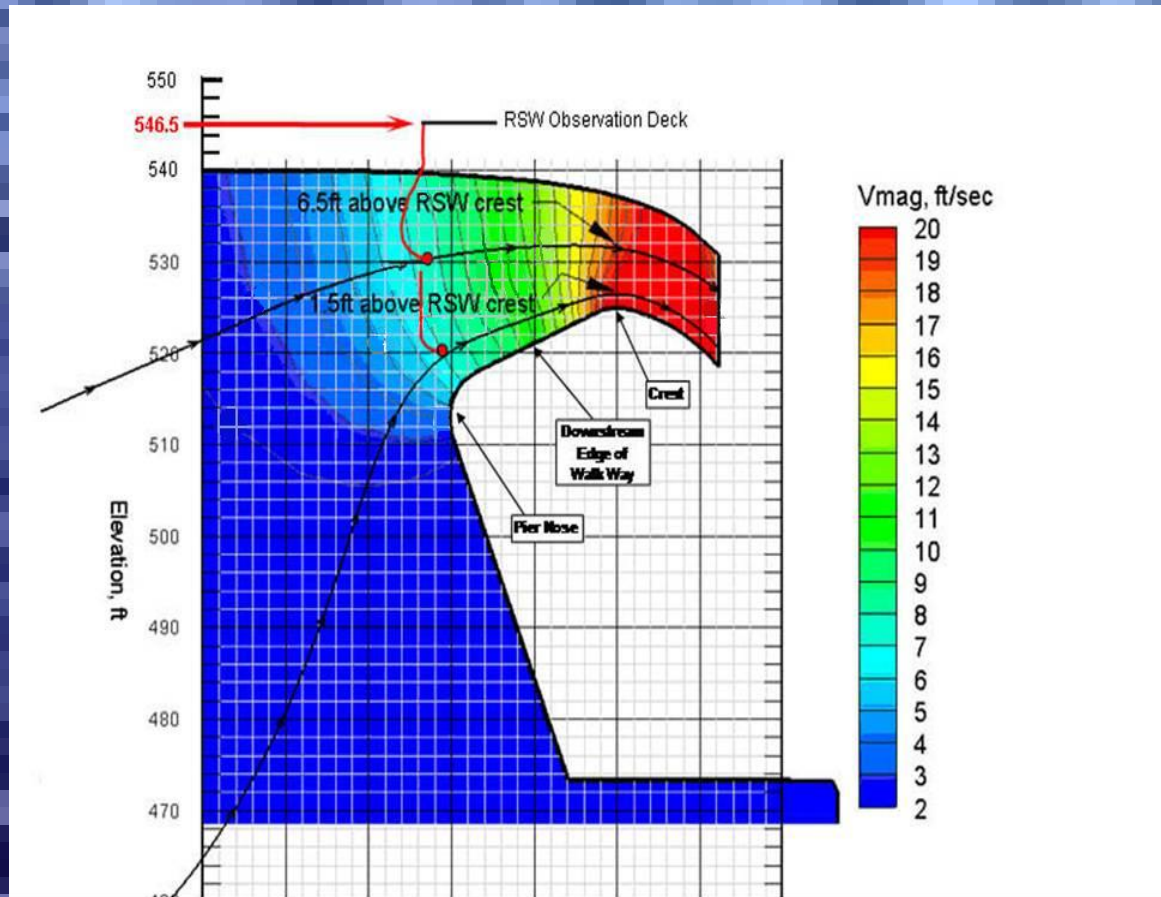 550
546.5
RSW Observation Deck
540
6.5ft above RSW crest
530
1.5ft above RSW crest
520
Crest
510
Downstream
Edge of
Walk Way
Pier Nose
500
Elevation, ft
490
480
470
Vmag, ft/sec
20
19
18
17
16
15
14
13
12
11
10
9
8
7
6
5
4
3
2